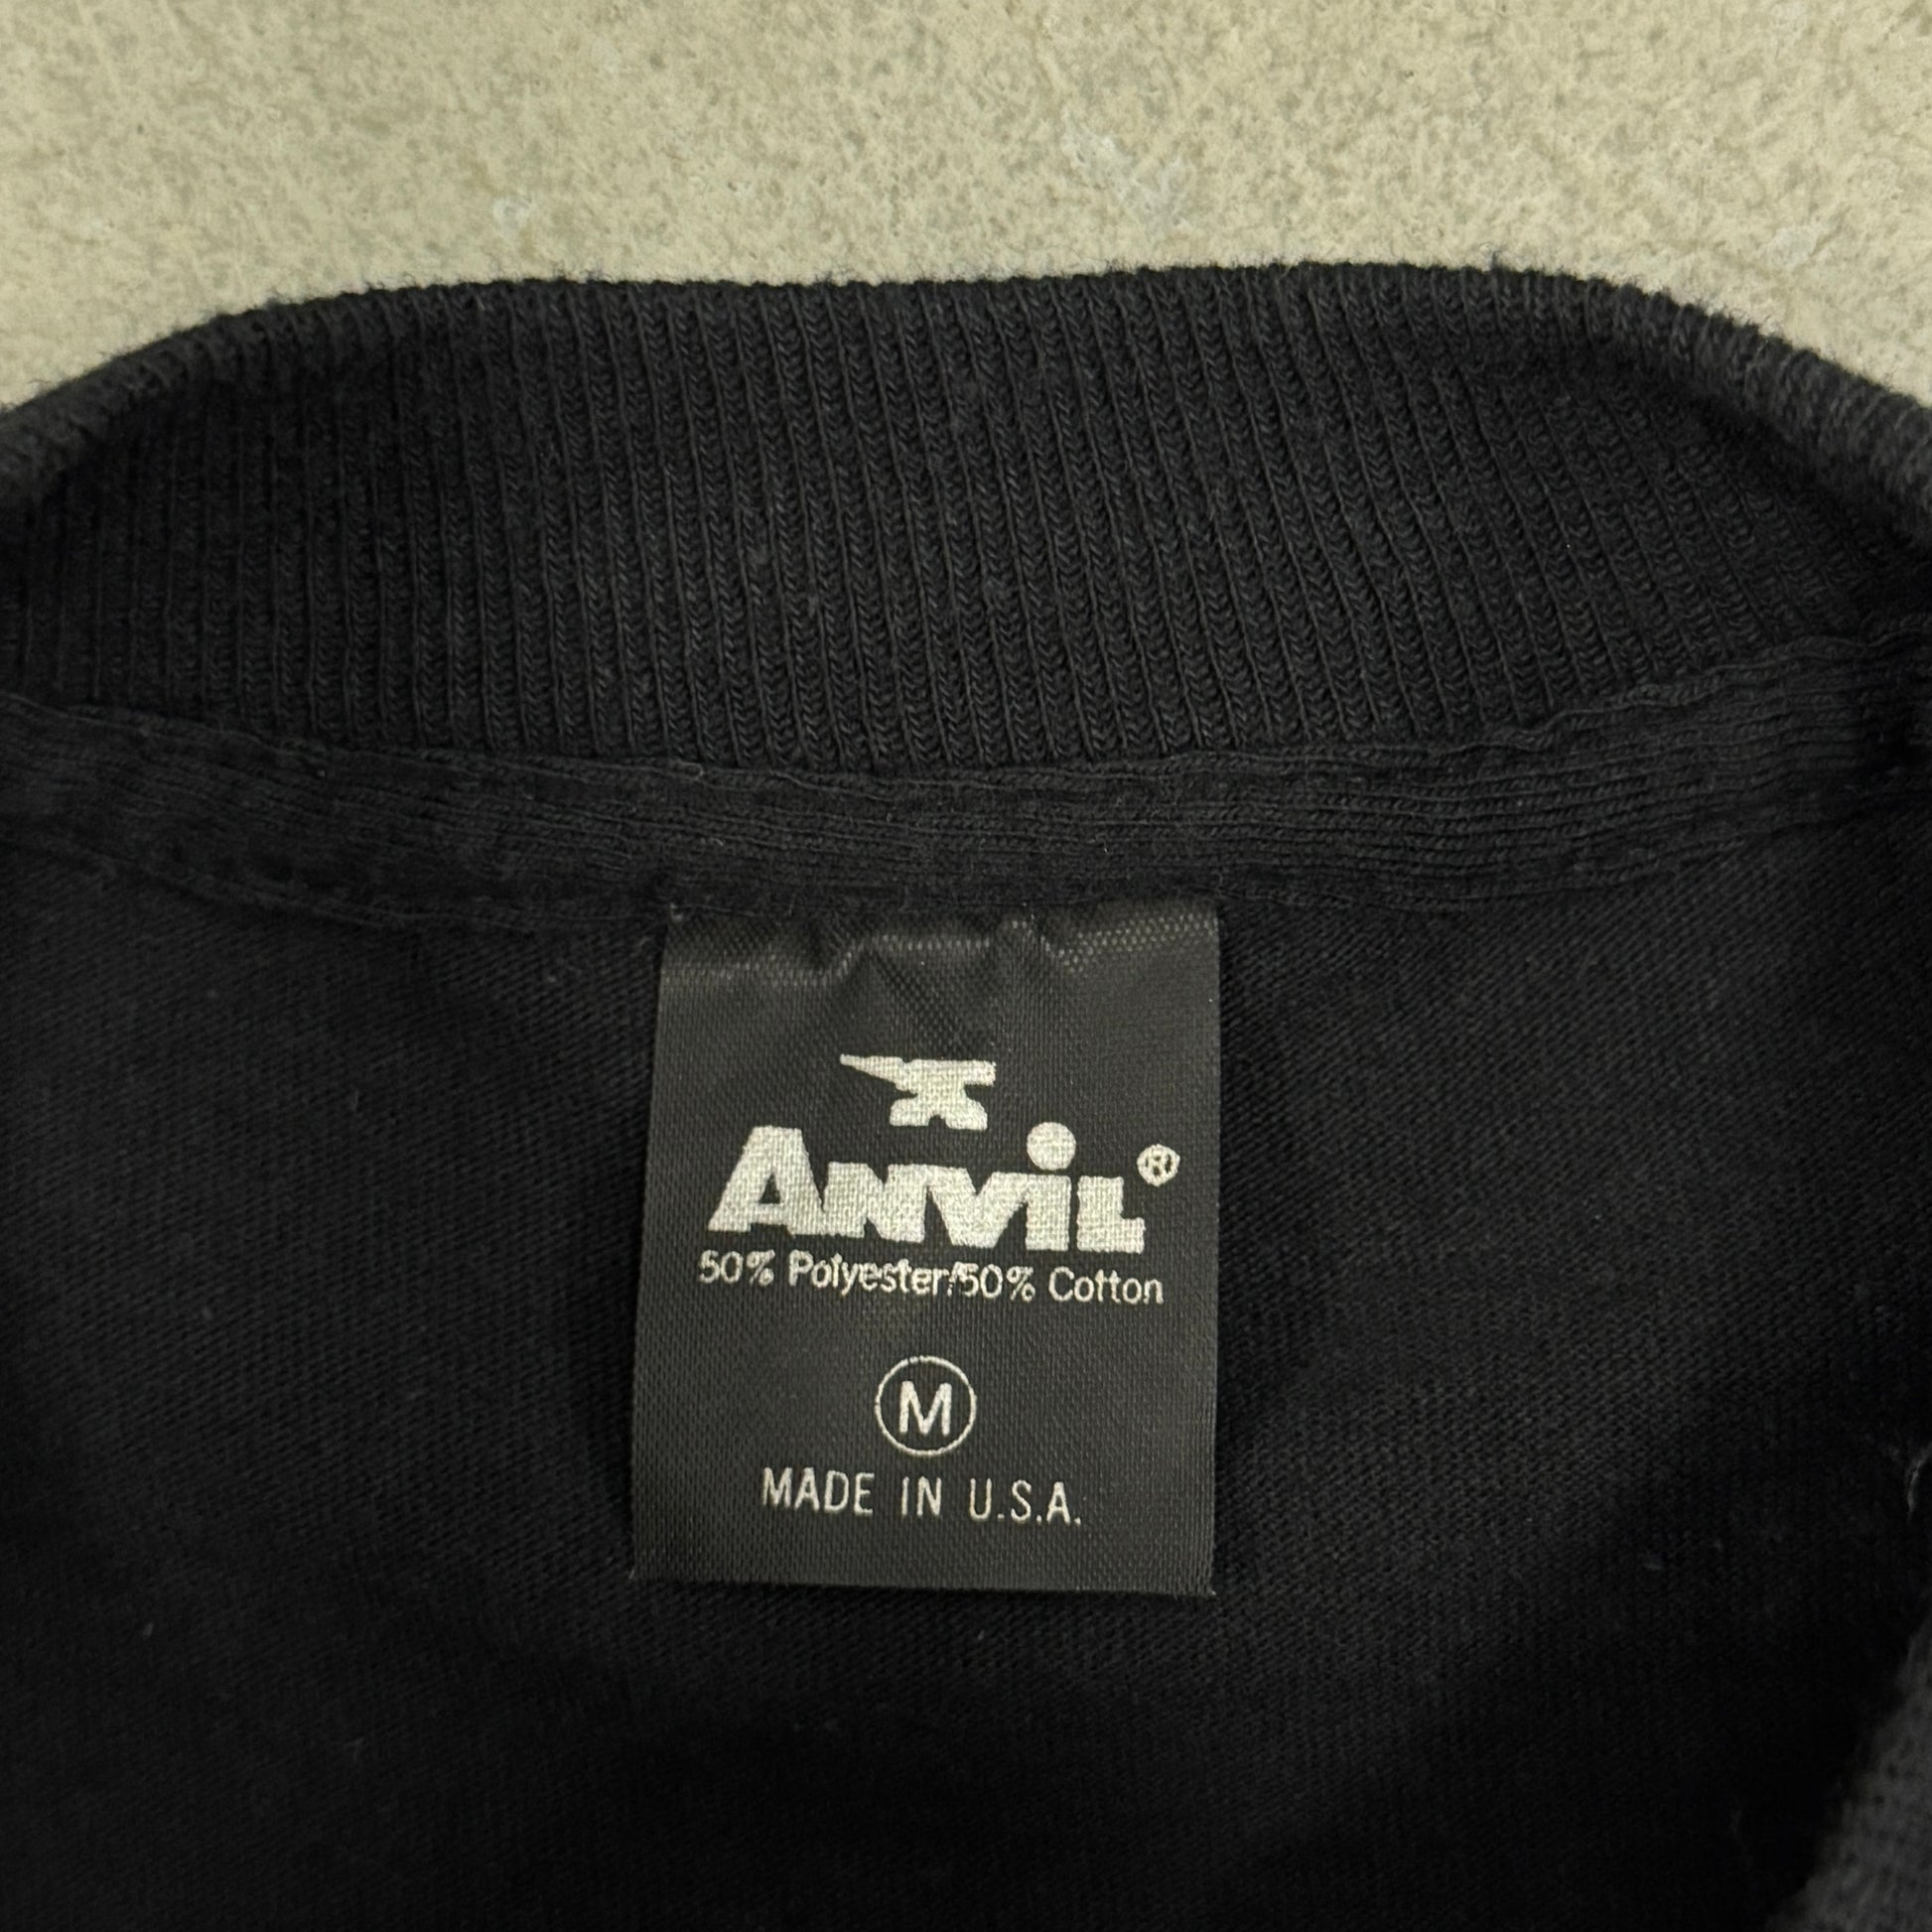 ANViL®
50% Polyester/50% Cotton
M
MADE IN U.S.A.